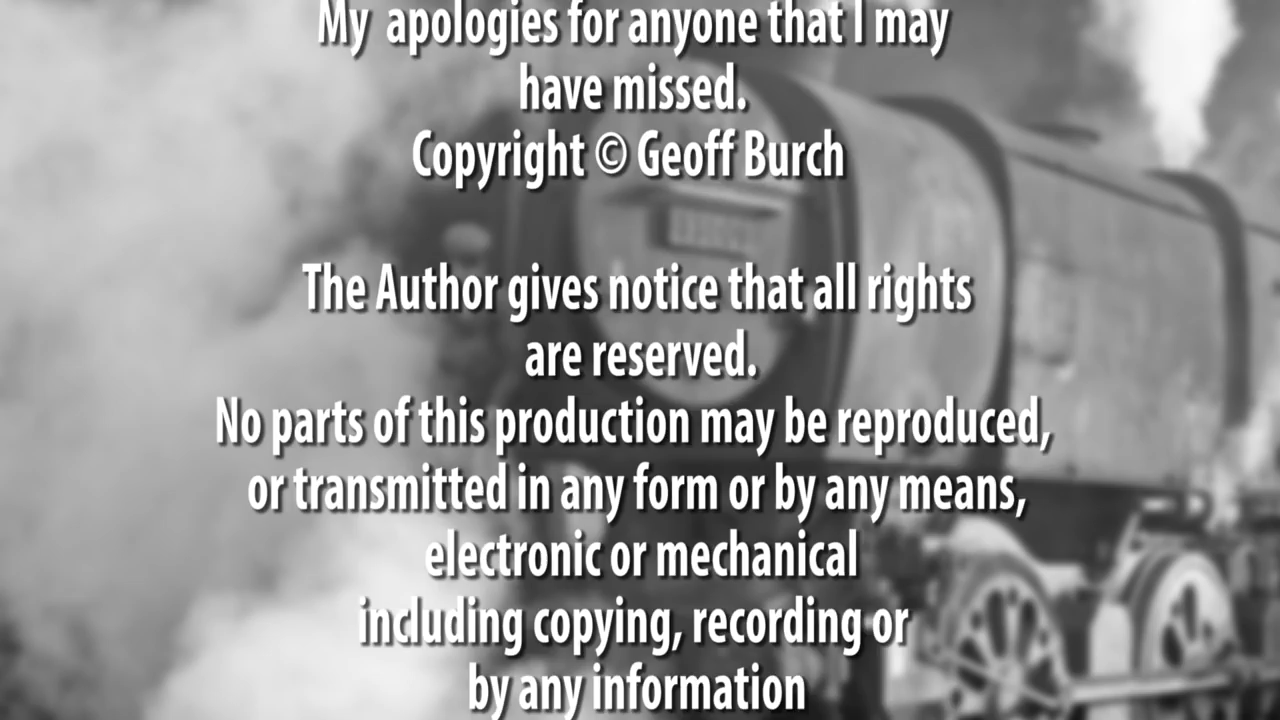 My apologies for anyone that I may
have missed.
Copyright © Geoff Burch
The Author gives notice that all rights
are reserved.
No parts of this production may be reproduced,
or transmitted in any form or by any means,
electronic or mechanical
including copying, recording or
by any information